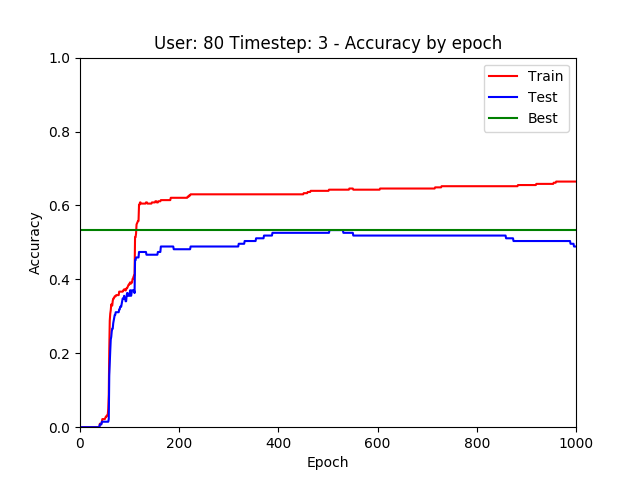 User: 80 Timestep: 3 - Accuracy by epoch
1.0
0.8
0.6
0.4
0.2
0.0
Accuracy
Train
Test
Best
0 200 400 600 800 1000
Epoch